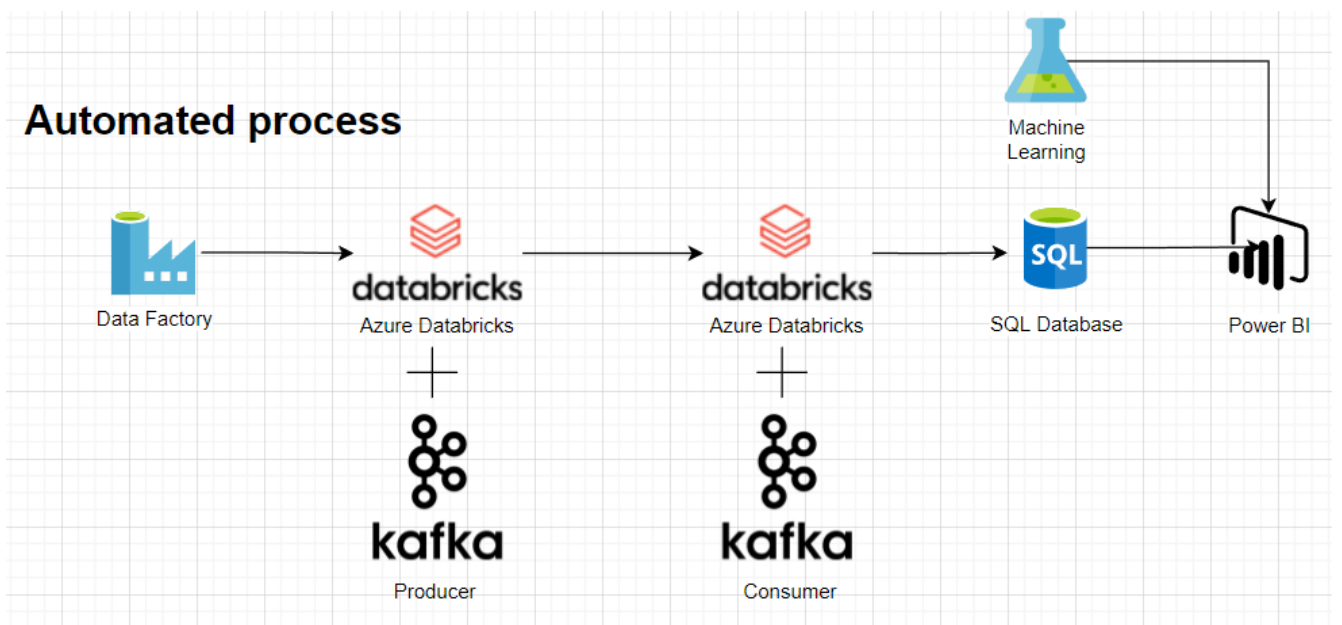 Automated process
Machine
Learning
databricks
databricks
SQL
Data Factory
Azure Databricks
Azure Databricks
SQL Database
Power BI
kafka
kafka
Producer
Consumer